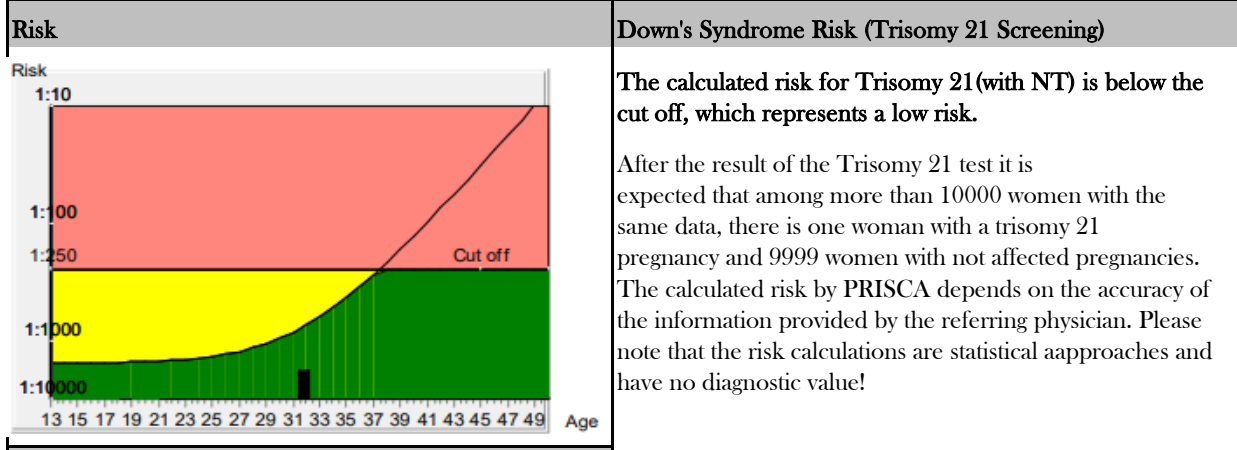 Risk
Down's Syndrome Risk (Trisomy 21 Screening)
Risk
1:10
1:100
1:250
Cut off
1:1000
1:10000
13 15 17 19 21 23 25 27 29 31 33 35 37 39 41 43 45 47 49
Age
The calculated risk for Trisomy 21(with NT) is below the
cut off, which represents a low risk.
After the result of the Trisomy 21 test it is
expected that among more than 10000 women with the
same data, there is one woman with a trisomy 21
pregnancy and 9999 women with not affected pregnancies.
The calculated risk by PRISCA depends on the accuracy of
the information provided by the referring physician. Please
note that the risk calculations are statistical aapproaches and
have no diagnostic value!